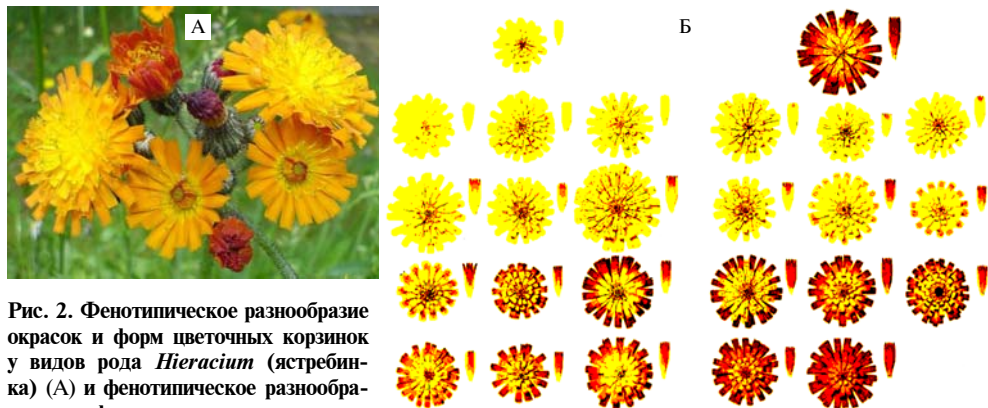 А
Б
Рис. 2. Фенотипическое разнообразие
окрасок и форм цветочных корзинок
у видов рода Hieracium (ястребин-
ка) (А) и фенотипическое разнообра-